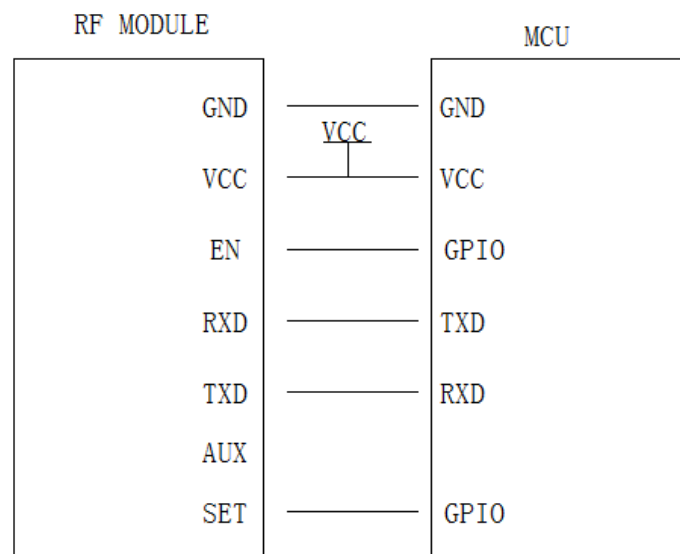 RF MODULE
MCU
GND
GND
VCC
VCC
VCC
EN
GPIO
RXD
TXD
TXD
RXD
AUX
SET
GPIO